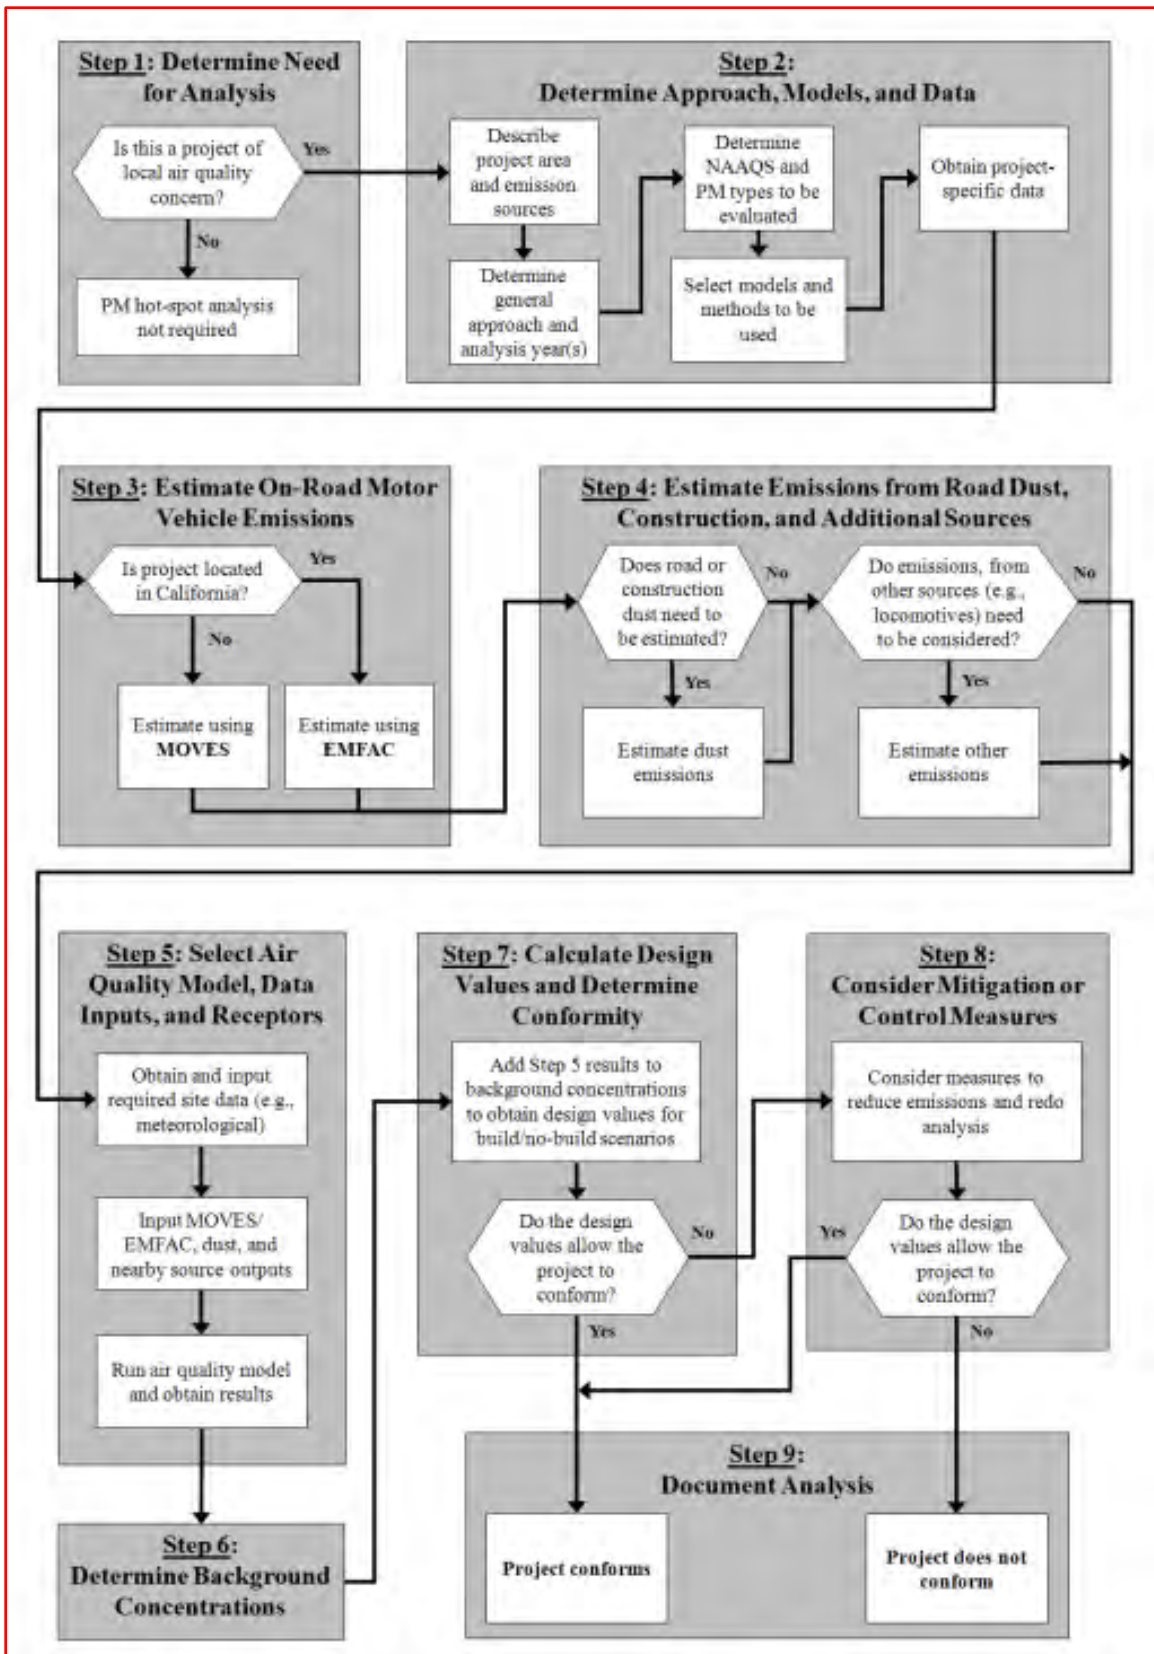 Step 1: Determine Need
for Analysis
Is this a project of
local air quality
concern?
Yes
No
PM hot-spot analysis
not required
Step 2:
Determine Approach, Models, and Data
Describe
project area
and emission
sources
Determine
general
approach and
analysis year(s)
Determine
NAAQS and
PM types to be
evaluated
Select models and
methods to be
used
Obtain project-
specific data
Step 3: Estimate On-Road Motor
Vehicle Emissions
Is project located
in California?
Yes
No
Estimate using
MOVES
Estimate using
EMFAC
Step 4: Estimate Emissions from Road Dust,
Construction, and Additional Sources
Does road or
construction
dust need to
be estimated?
No
Yes
Estimate dust
emissions
Do emissions, from
other sources (e.g.,
locomotives) need
to be considered?
No
Yes
Estimate other
emissions
Step 5: Select Air
Quality Model, Data
Inputs, and Receptors
Obtain and input
required site data (e.g.,
meteorological)
Input MOVES/
EMFAC, dust, and
nearby source outputs
Run air quality model
and obtain results
Step 6:
Determine Background
Concentrations
Step 7: Calculate Design
Values and Determine
Conformity
Add Step 5 results to
background concentrations
to obtain design values for
build/no-build scenarios
Do the design
values allow the
project to
conform?
No
Yes
Step 8:
Consider Mitigation or
Control Measures
Consider measures to
reduce emissions and redo
analysis
Do the design
values allow the
project to
conform?
Yes
No
Step 9:
Document Analysis
Project conforms
Project does not
conform